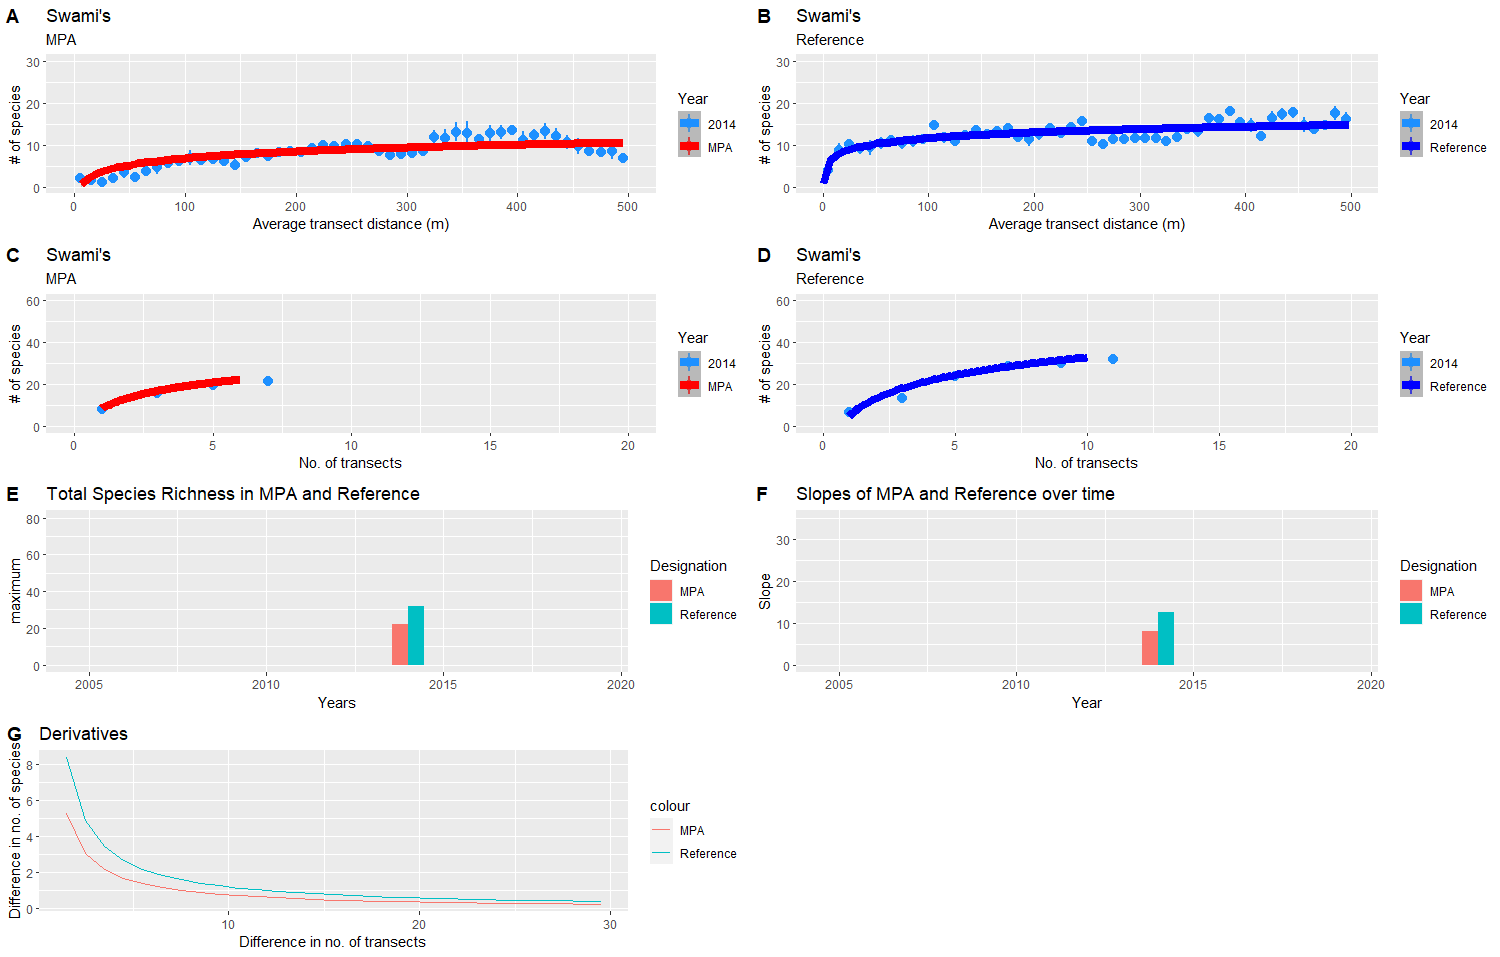 A Swami's
MPA
30
20
10
0
# of species
0 100 200 300 400 500
Average transect distance (m)
Year
2014
MPA
B Swami's
Reference
30
20
10
0
# of species
0 100 200 300 400 500
Average transect distance (m)
Year
2014
Reference
C Swami's
MPA
60
40
20
0
# of species
0 5 10 15 20
No. of transects
Year
2014
MPA
D Swami's
Reference
60
40
20
0
# of species
0 5 10 15 20
No. of transects
Year
2014
Reference
E Total Species Richness in MPA and Reference
80
60
40
20
0
maximum
2005 2010 2015 2020
Years
Designation
MPA
Reference
F Slopes of MPA and Reference over time
30
20
10
0
Slope
2005 2010 2015 2020
Year
Designation
MPA
Reference
G Derivatives
8
6
4
2
0
Difference in no. of species
10 20 30
Difference in no. of transects
colour
MPA
Reference